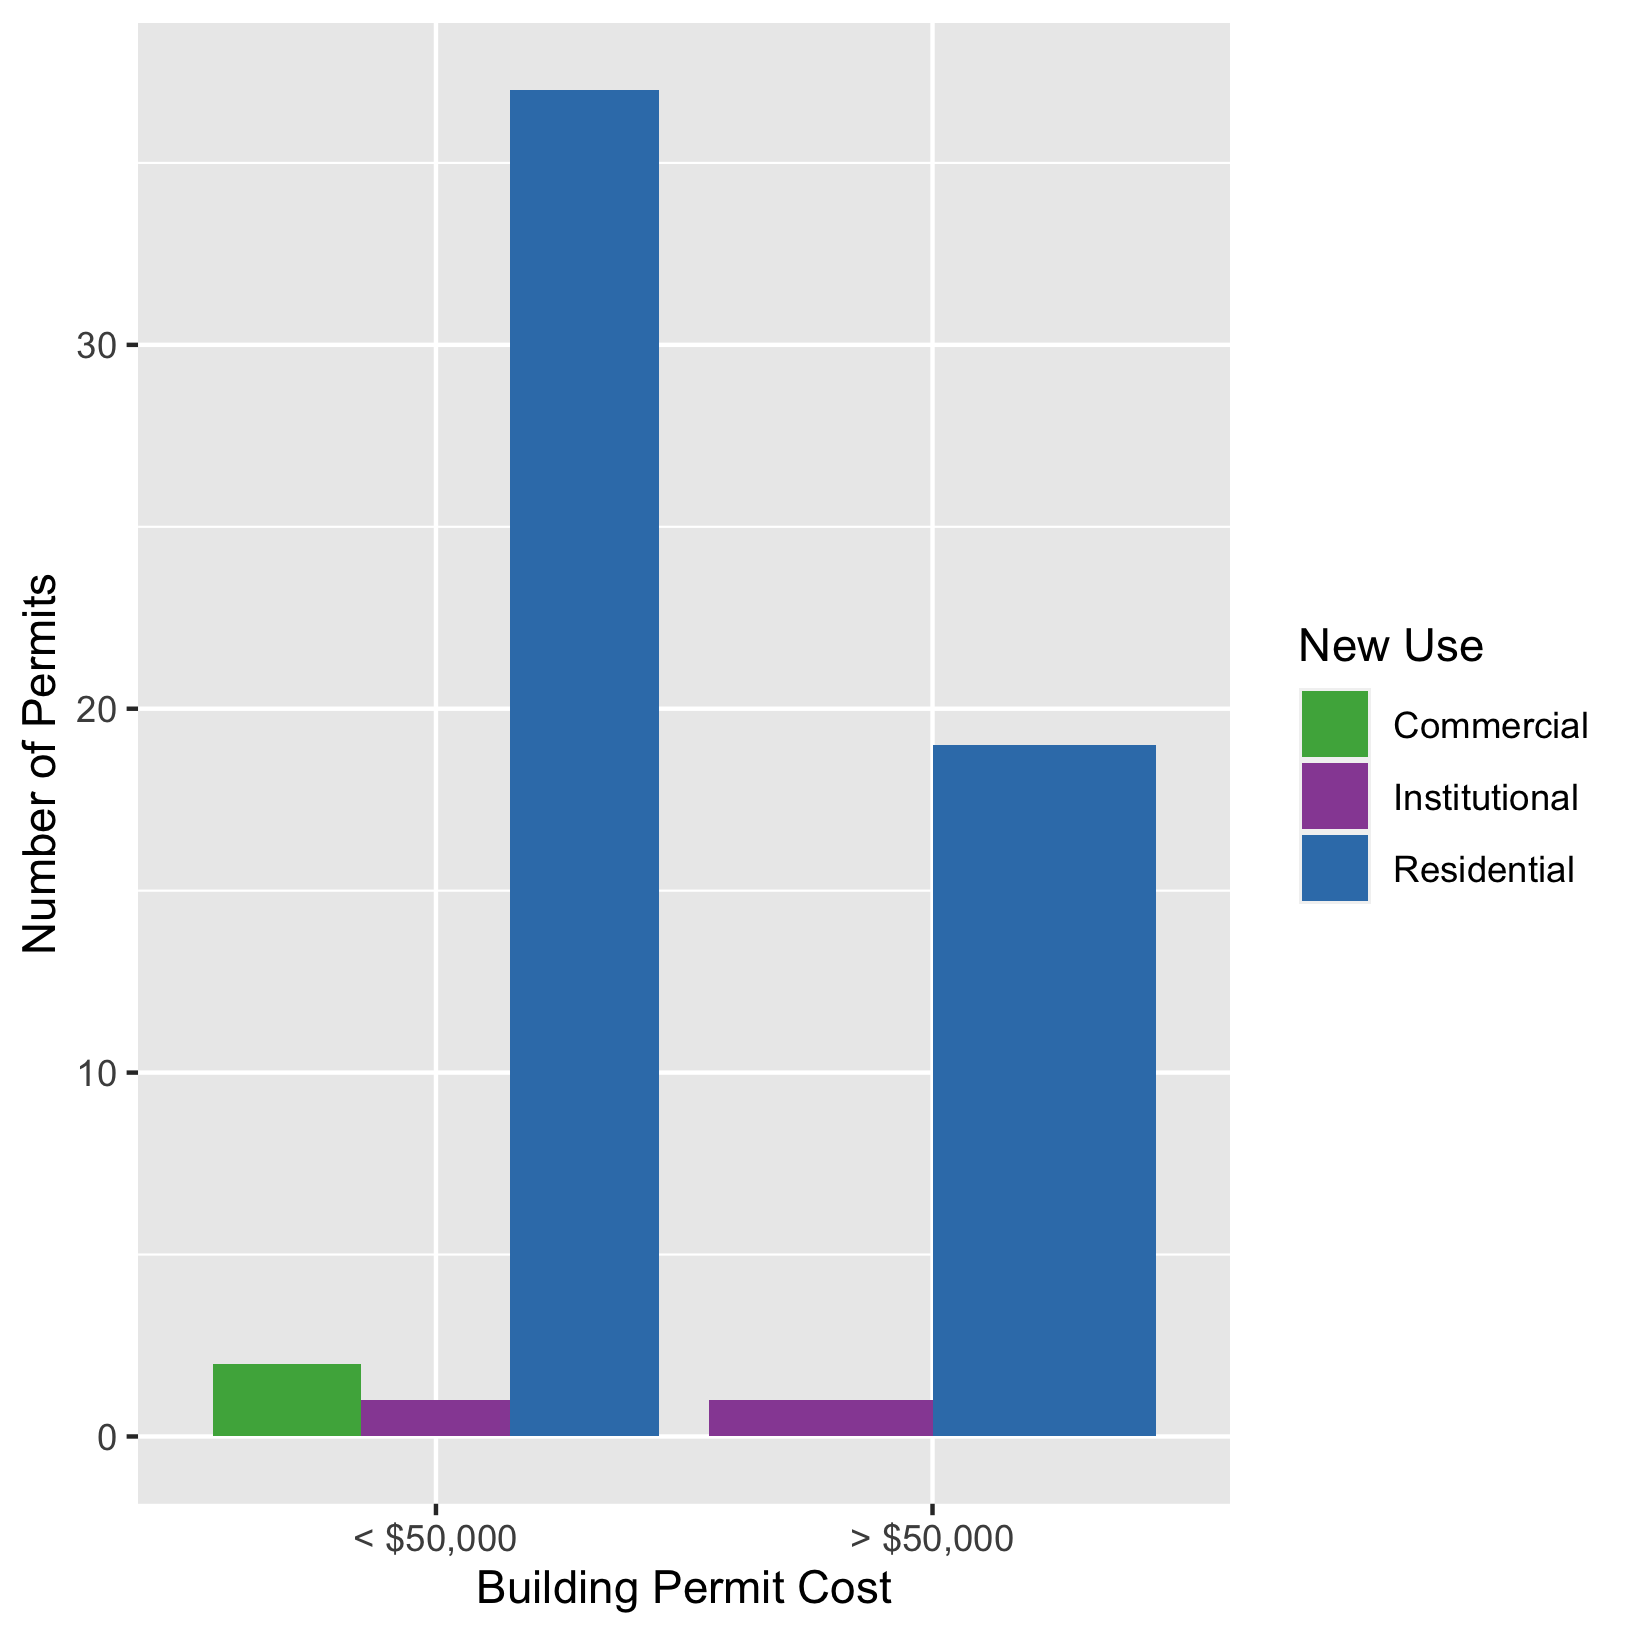 Number of Permits
30
20
10
0
< $50,000
> $50,000
Building Permit Cost
New Use
Commercial
Institutional
Residential